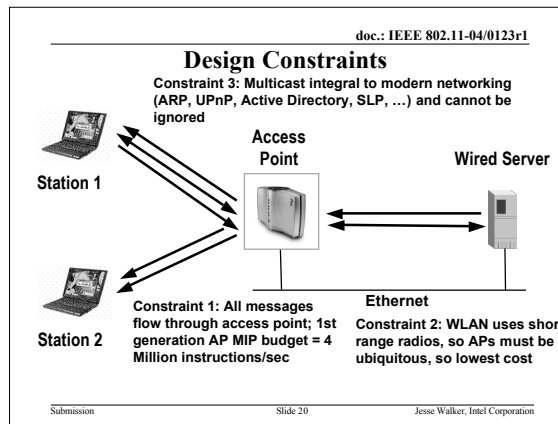 doc.: IEEE 802.11-04/0123r1
Design Constraints
Constraint 3: Multicast integral to modern networking
(ARP, UPnP, Active Directory, SLP, …) and cannot be
ignored
Access
Point
Wired Server
Station 1
Station 2
Ethernet
Constraint 1: All messages
flow through access point; 1st
generation AP MIP budget = 4
Million instructions/sec
Constraint 2: WLAN uses shor
range radios, so APs must be
ubiquitous, so lowest cost
Submission
Slide 20
Jesse Walker, Intel Corporation